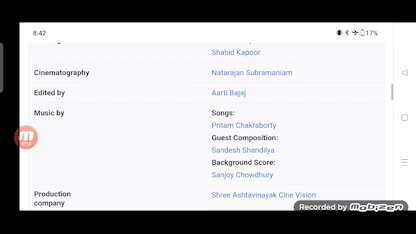 8:42
17%
Shahid Kapoor
Cinematography
Natarajan Subramaniam
Edited by
Aarti Bajaj
Music by
Songs:
Pritam Chakraborty
Guest Composition:
Sandesh Shandilya
Background Score:
Sanjoy Chowdhury
Production
company
Shree Ashtavinayak Cine Vision
Recorded by Mobizen